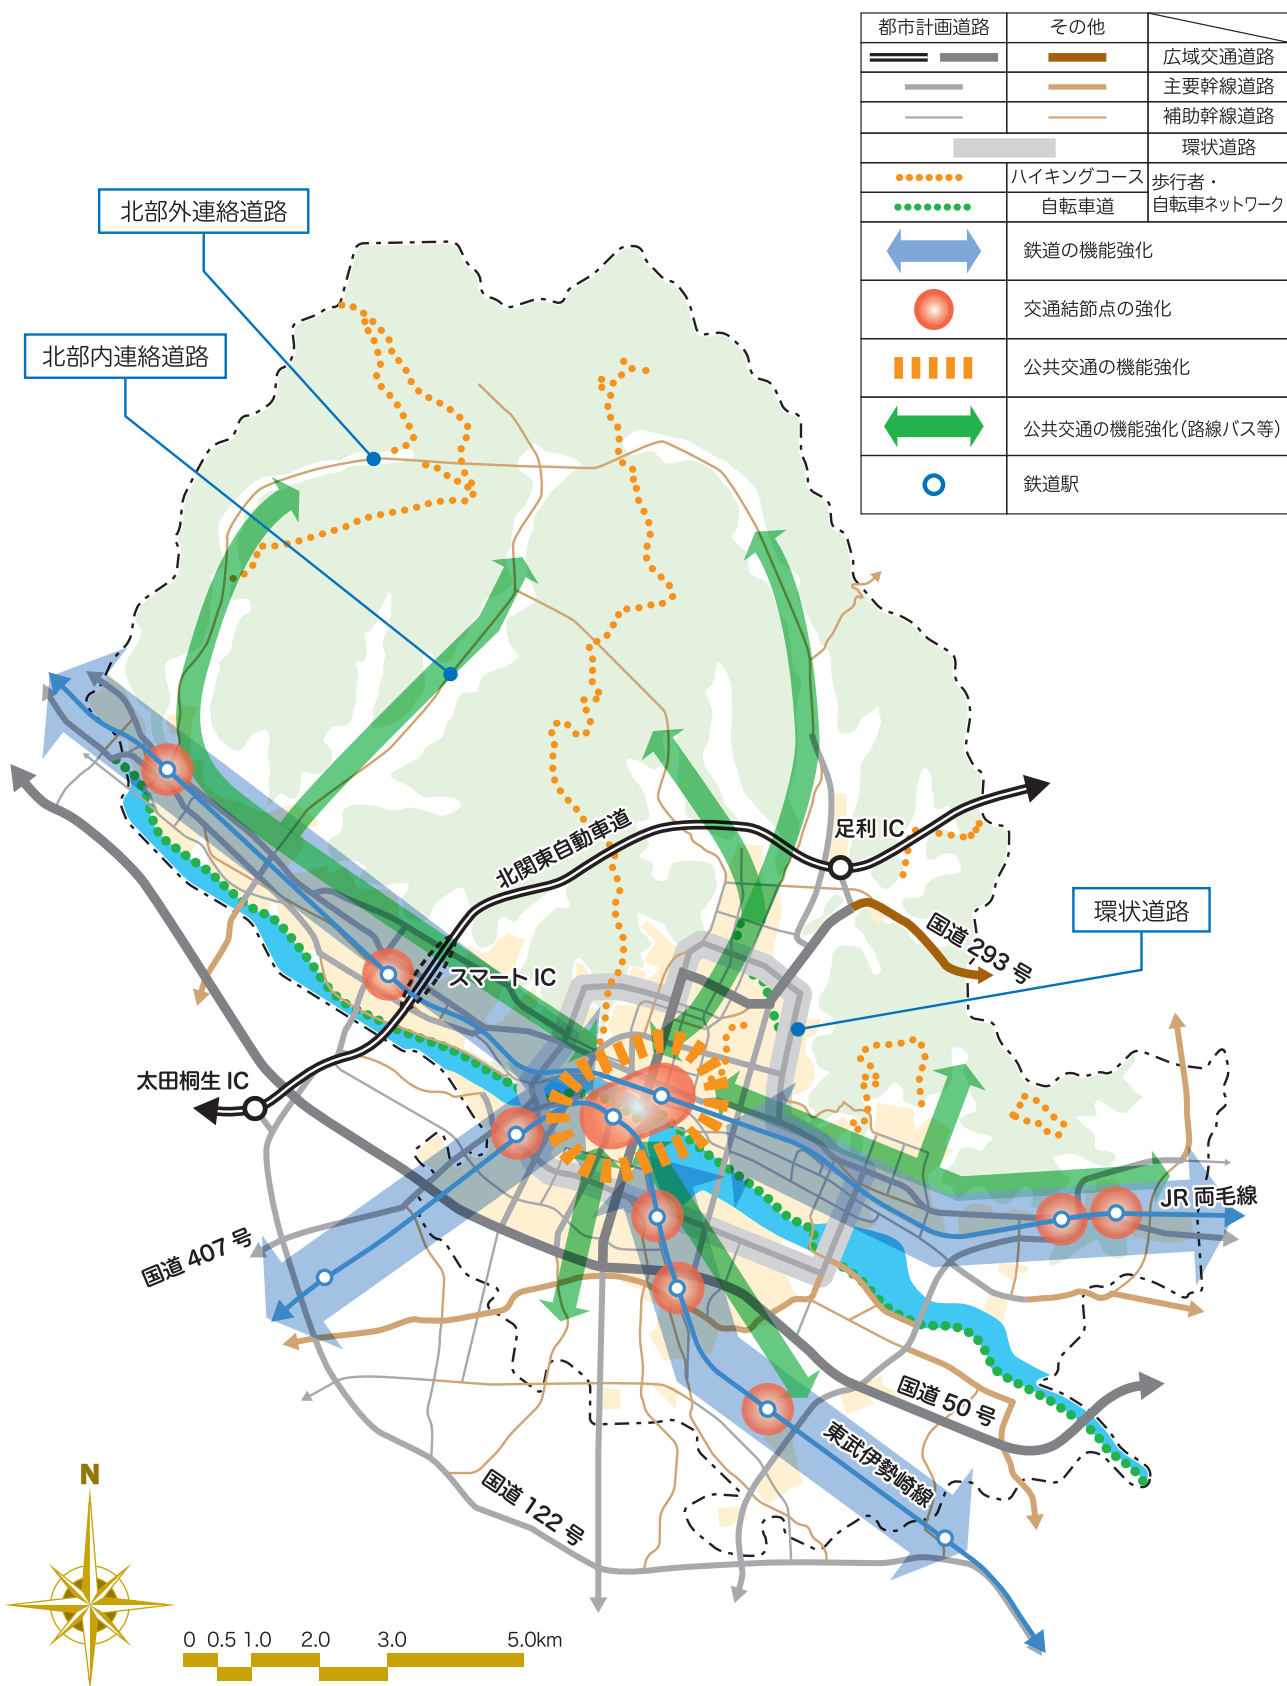 都市計画道路
その他
広域交通道路
主要幹線道路
補助幹線道路
環状道路
ハイキングコース
歩行者・
自転車ネットワーク
自転車道
鉄道の機能強化
交通結節点の強化
公共交通の機能強化
公共交通の機能強化(路線バス等)
鉄道駅
北部外連絡道路
北部内連絡道路
北関東自動車道
足利 IC
環状道路
国道 293 号
スマート IC
太田桐生 IC
JR 両毛線
国道 407 号
国道 50 号
東武伊勢崎線
国道 122 号
N
0 0.5 1.0 2.0 3.0 5.0km